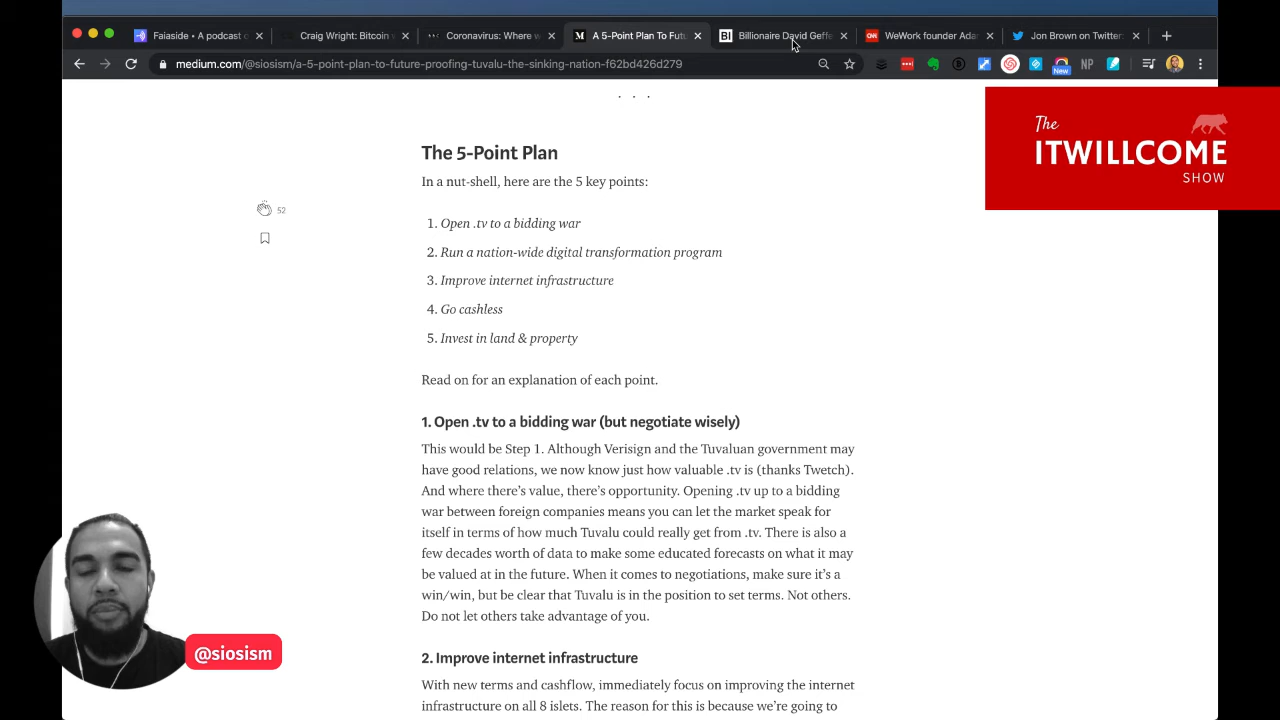 Faiaside • A podcast c
Craig Wright: Bitcoin
Coronavirus: Where w
A 5-Point Plan To Futu
BI
Billionaire David Geffe
CNN
WeWork founder Ada
Jon Brown on Twitter:
medium.com/@siosism/a-5-point-plan-to-future-proofing-tuvalu-the-sinking-nation-f62bd426d279
New
NP
The
ITWILLCOME
SHOW
The 5-Point Plan
In a nut-shell, here are the 5 key points:
52
1. Open .tv to a bidding war
2. Run a nation-wide digital transformation program
3. Improve internet infrastructure
4. Go cashless
5. Invest in land & property
Read on for an explanation of each point.
1. Open .tv to a bidding war (but negotiate wisely)
This would be Step 1. Although Verisign and the Tuvaluan government may
have good relations, we now know just how valuable .tv is (thanks Twetch).
And where there's value, there's opportunity. Opening .tv up to a bidding
war between foreign companies means you can let the market speak for
itself in terms of how much Tuvalu could really get from .tv. There is also a
few decades worth of data to make some educated forecasts on what it may
be valued at in the future. When it comes to negotiations, make sure it's a
win/win, but be clear that Tuvalu is in the position to set terms. Not others.
Do not let others take advantage of you.
@siosism
2. Improve internet infrastructure
With new terms and cashflow, immediately focus on improving the internet
infrastructure on all 8 islets. The reason for this is because we're going to